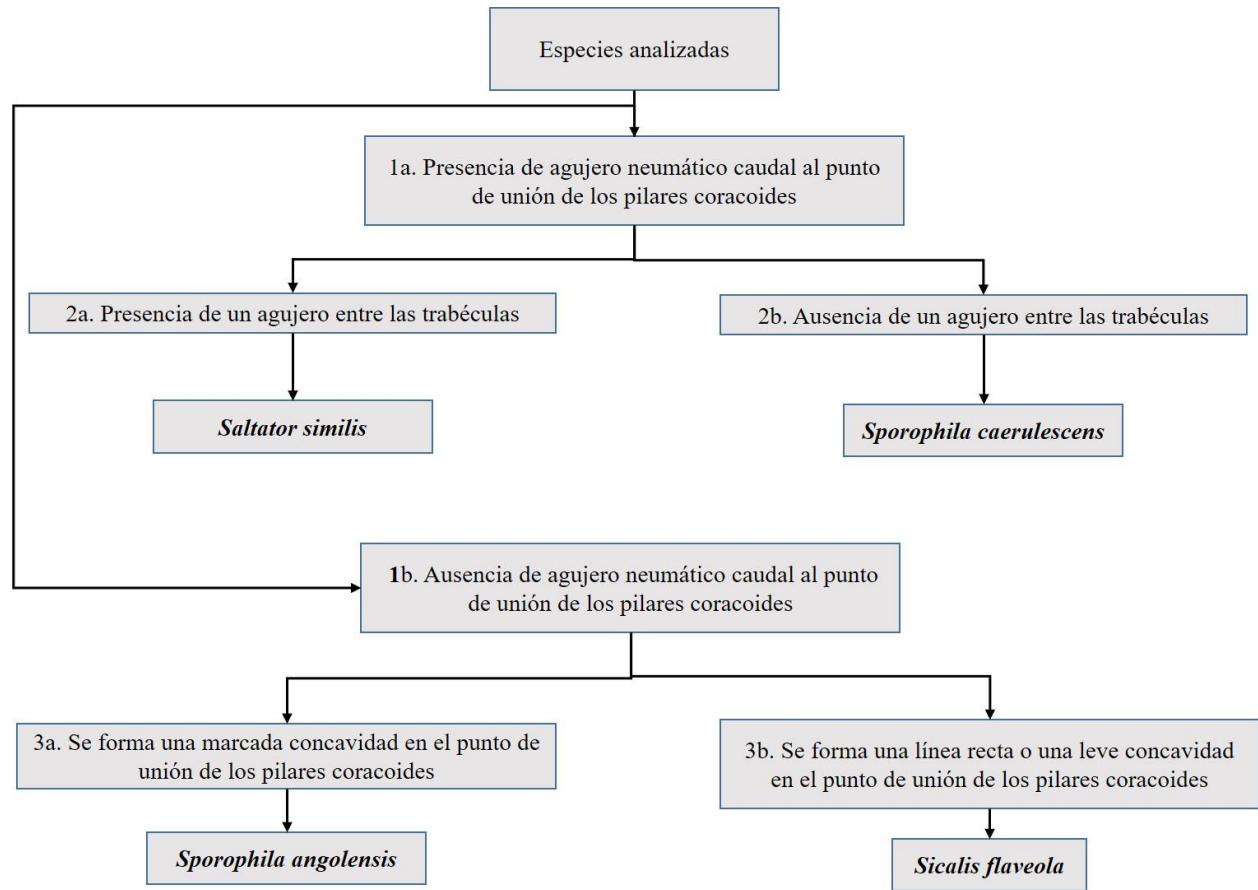 Especies analizadas
1a. Presencia de agujero neumático caudal al punto
de unión de los pilares coracoides
2a. Presencia de un agujero entre las trabéculas
2b. Ausencia de un agujero entre las trabéculas
Saltator similis
Sporophila caerulescens
1b. Ausencia de agujero neumático caudal al punto
de unión de los pilares coracoides
3a. Se forma una marcada concavidad en el punto de
unión de los pilares coracoides
3b. Se forma una línea recta o una leve concavidad
en el punto de unión de los pilares coracoides
Sporophila angolensis
Sicalis flaveola